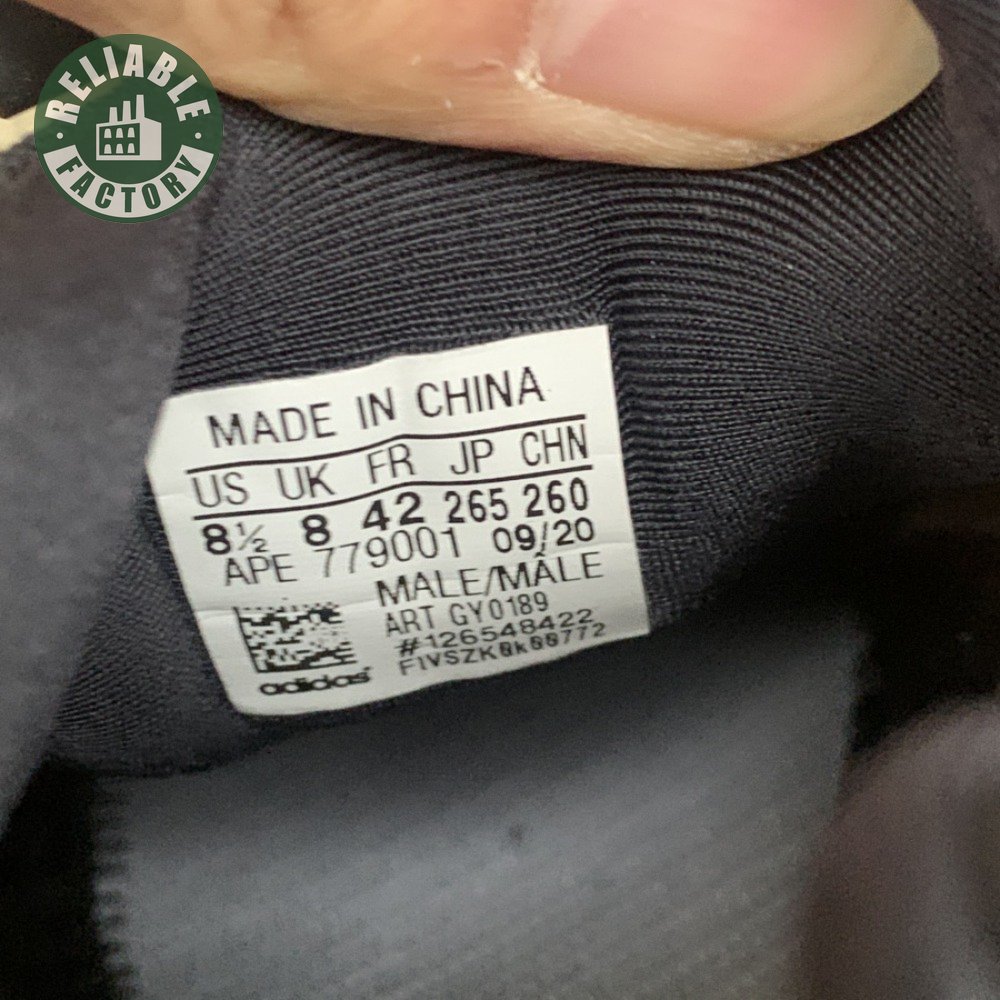 RELIABLE
FACTORY
MADE IN CHINA
US UK FR JP CHN
8½ 8 42 265 260
APE 779001 09/20
MALE/MÂLE
ART GY0189
#126548422
FIVSZK0k00772
adidas